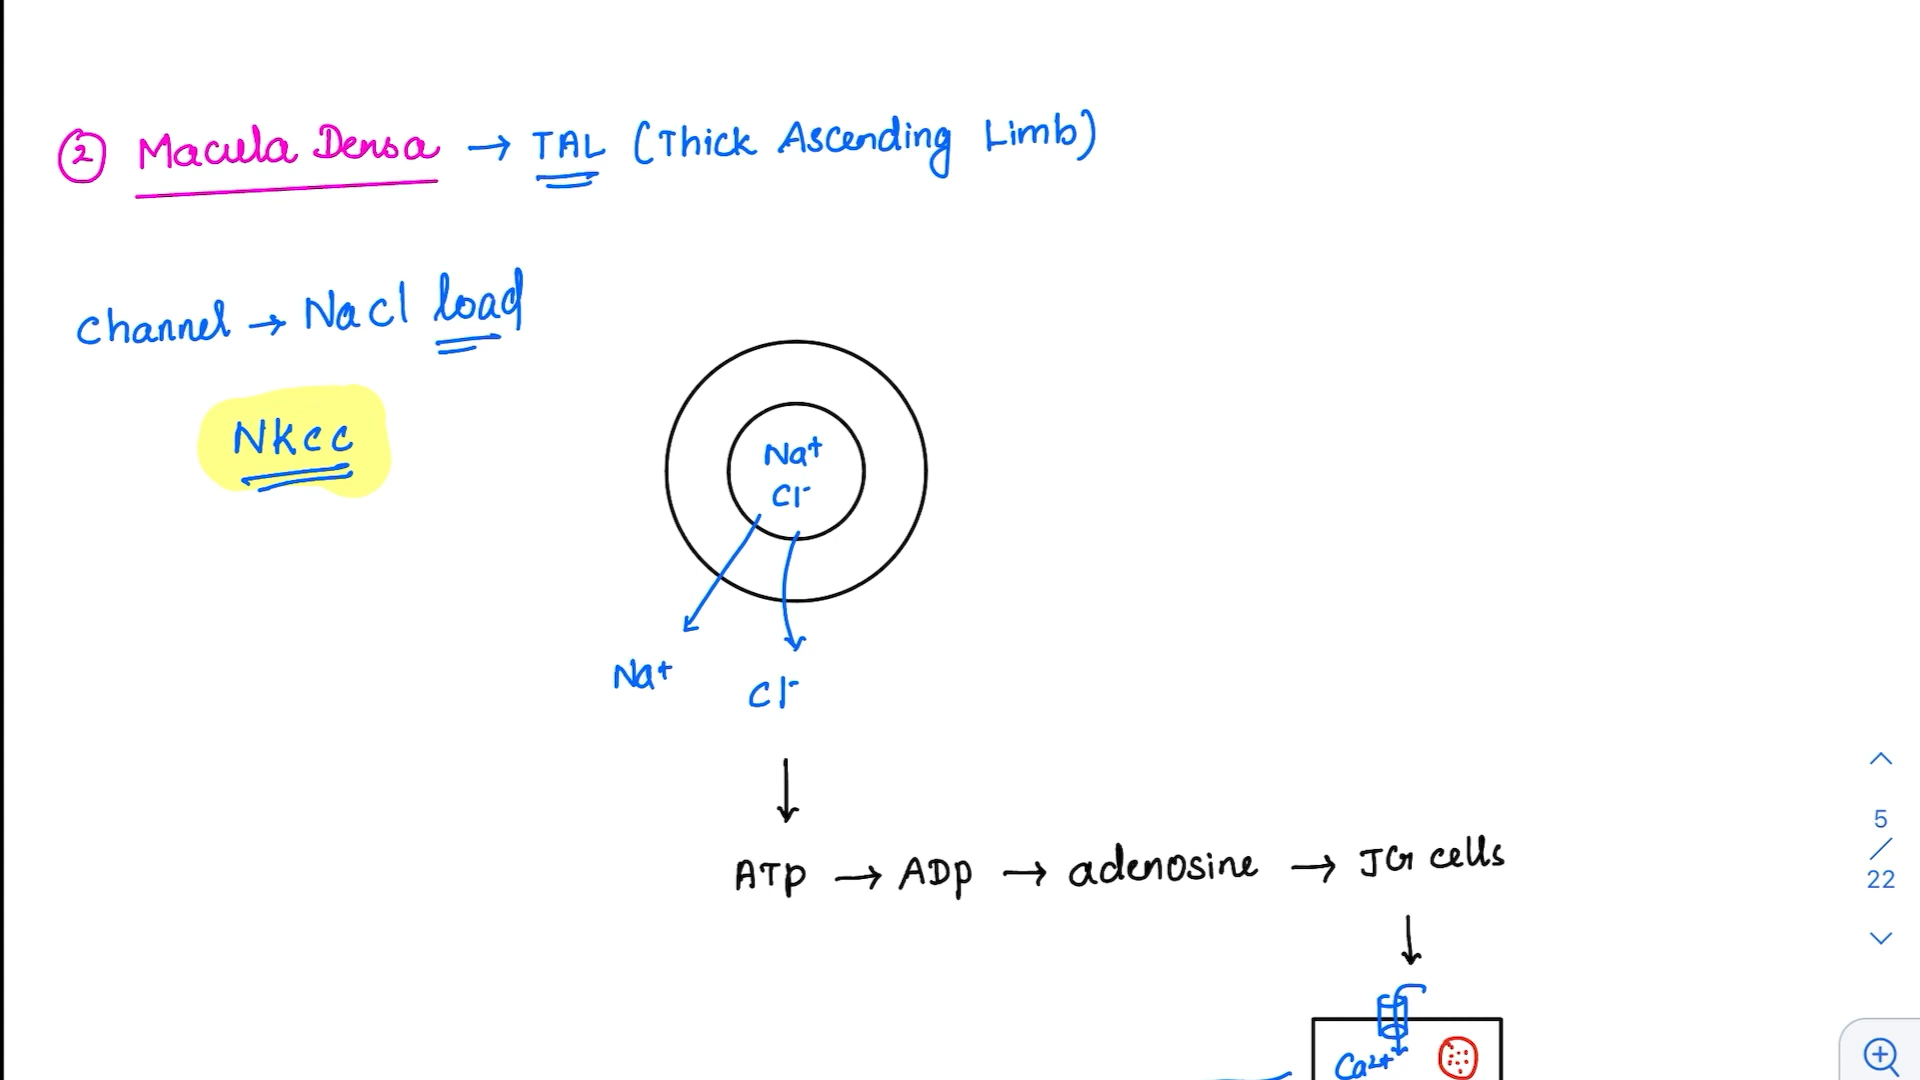 ② Macula Densa → TAL (Thick Ascending Limb)
channel → NaCl load
NKCC
Na+
Cl-
Na+
Cl-
ATP → ADP → adenosine → JG cells
Ca2+
5
/
22